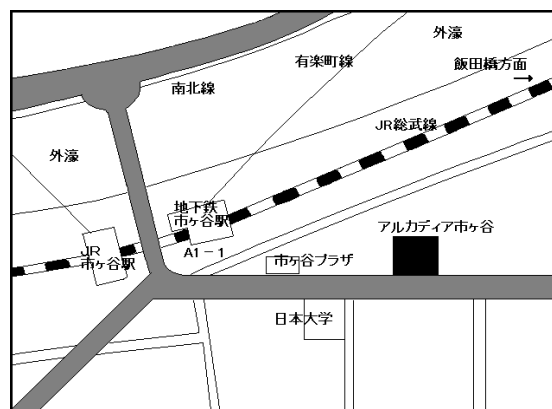 外濠
有楽町線
飯田橋方面
→
南北線
JR総武線
外濠
地下鉄
市ヶ谷駅
アルカディア市ヶ谷
JR
市ヶ谷駅
A1－1
市ヶ谷プラザ
日本大学